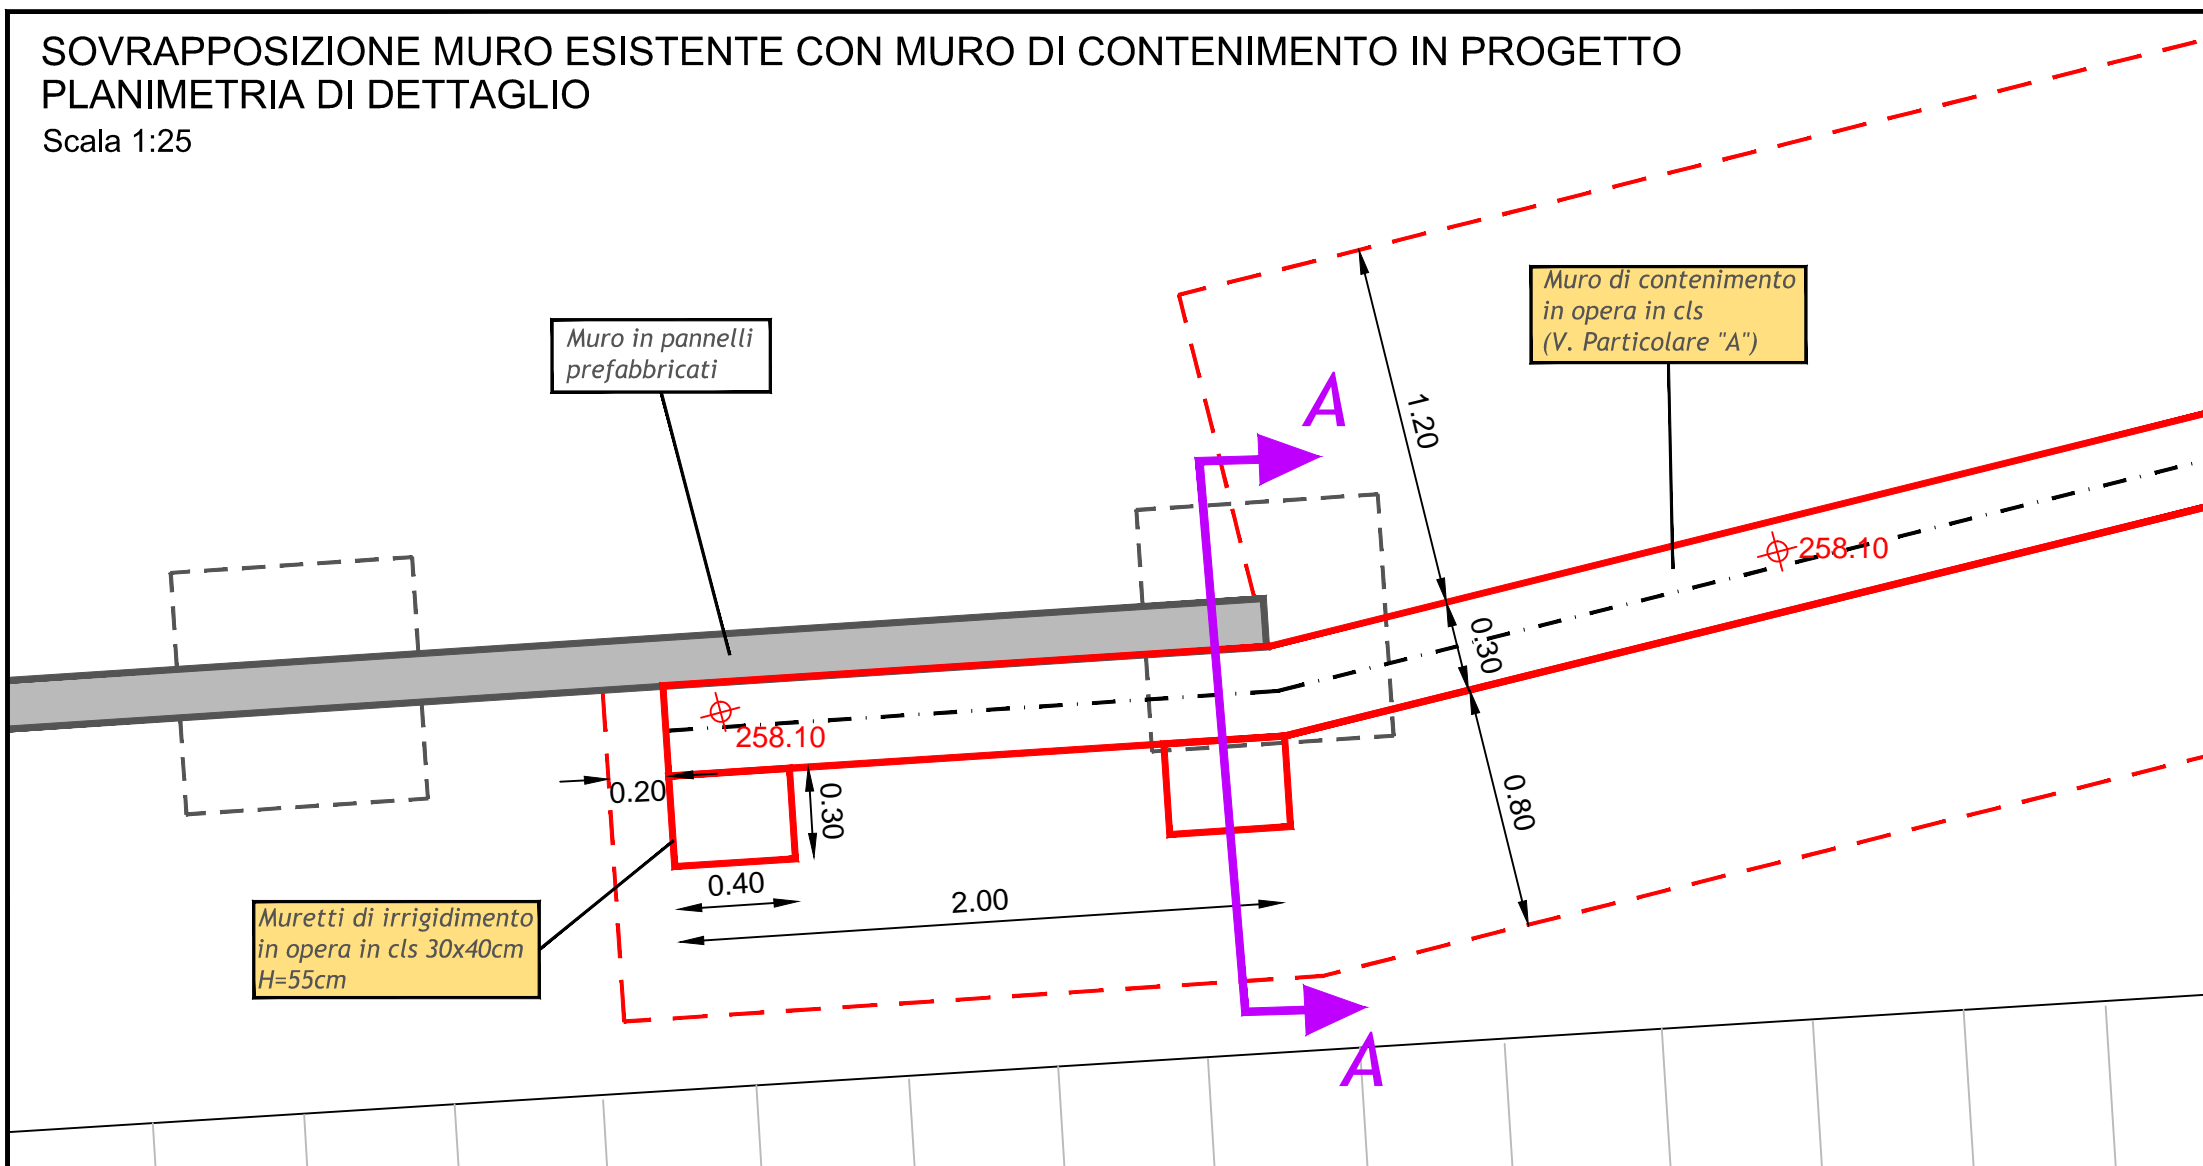 SOVRAPPOSIZIONE MURO ESISTENTE CON MURO DI CONTENIMENTO IN PROGETTO
PLANIMETRIA DI DETTAGLIO
Scala 1:25
Muro di contenimento
in opera in cls
(V. Particolare "A")
Muro in pannelli
prefabbricati
A
1.20
258.10
0.30
258.10
0.20
0.30
0.80
0.40
2.00
Muretti di irrigidimento
in opera in cls 30x40cm
H=55cm
A